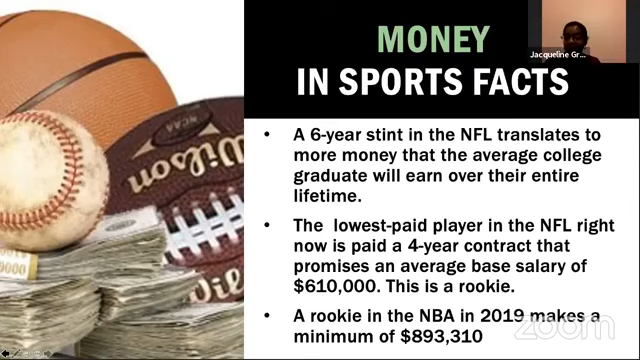 MONEY
IN SPORTS FACTS
Jacqueline Gr...
• A 6-year stint in the NFL translates to
more money that the average college
graduate will earn over their entire
lifetime.
• The lowest-paid player in the NFL right
now is paid a 4-year contract that
promises an average base salary of
$610,000. This is a rookie.
• A rookie in the NBA in 2019 makes a
minimum of $893,310
zoom
NCAA
Wilson
Wil
0000